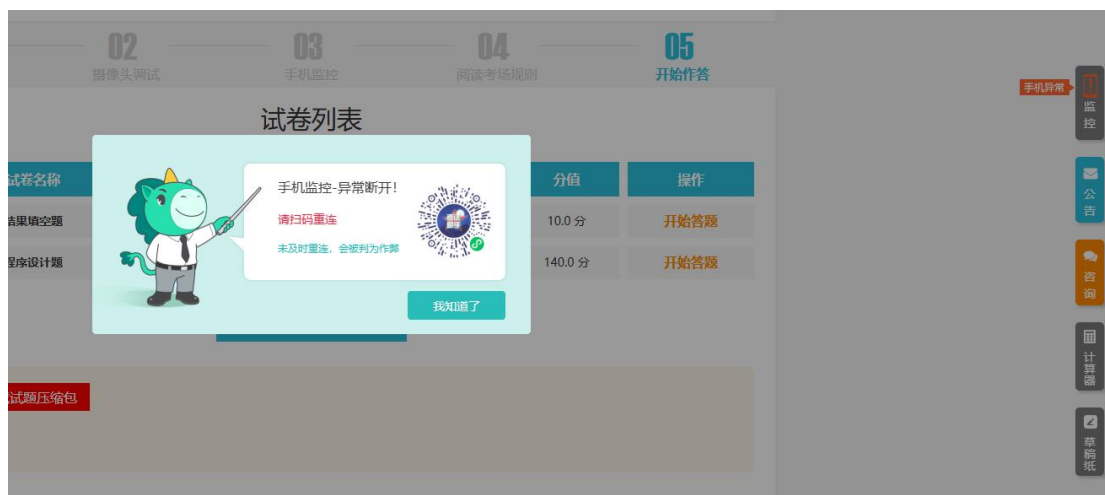 02
摄像头调试
03
手机监控
04
阅读考场规则
05
开始作答
手机异常
监控
试卷列表
试卷名称
分值
操作
结果填空题
10.0 分
开始答题
程序设计题
140.0 分
开始答题
手机监控-异常断开!
请扫码重连
未及时重连,会被判为作弊
我知道了
试题压缩包
公告
咨询
计算器
草稿纸